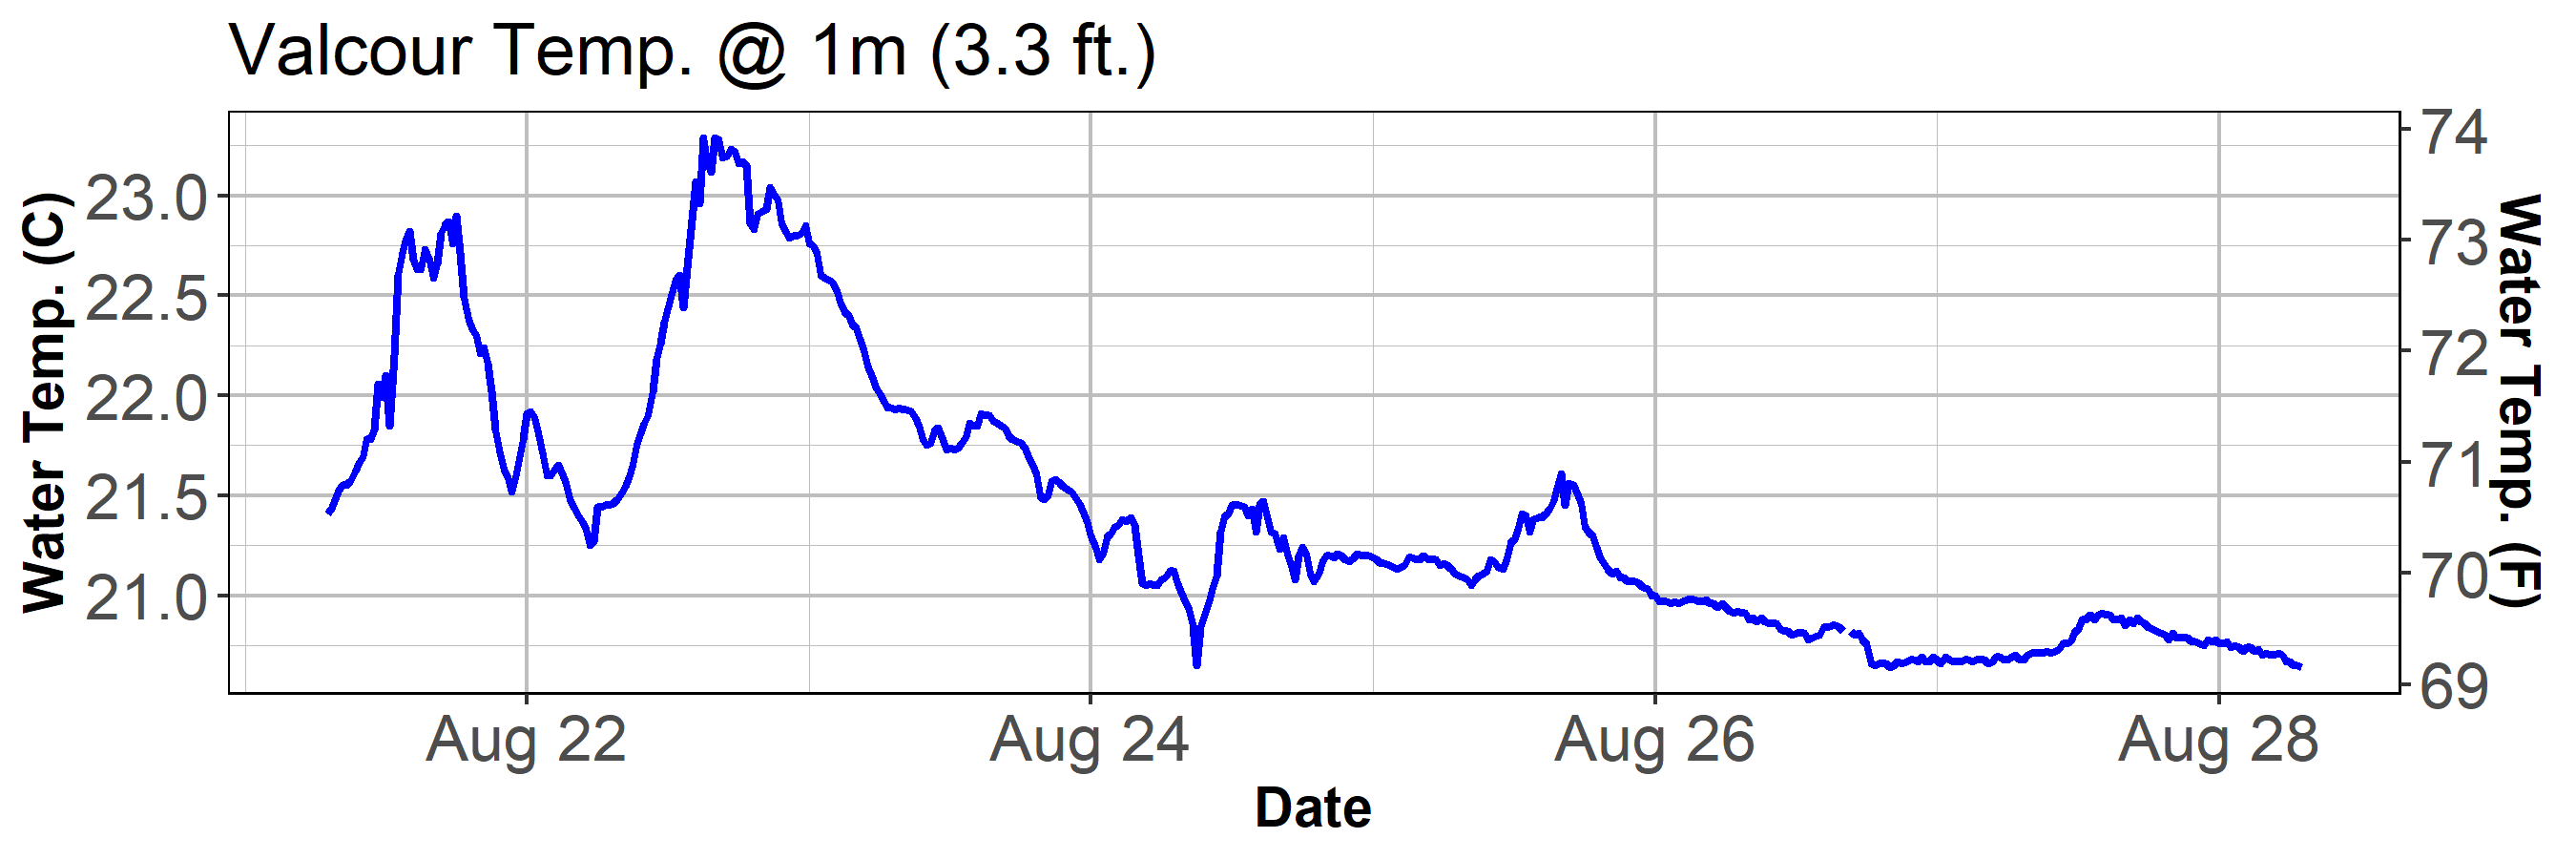 Valcour Temp. @ 1m (3.3 ft.)
Water Temp. (C)
23.0
22.5
22.0
21.5
21.0
74
73
72
71
70
69
Water Temp. (F)
Aug 22 Aug 24 Aug 26 Aug 28
Date